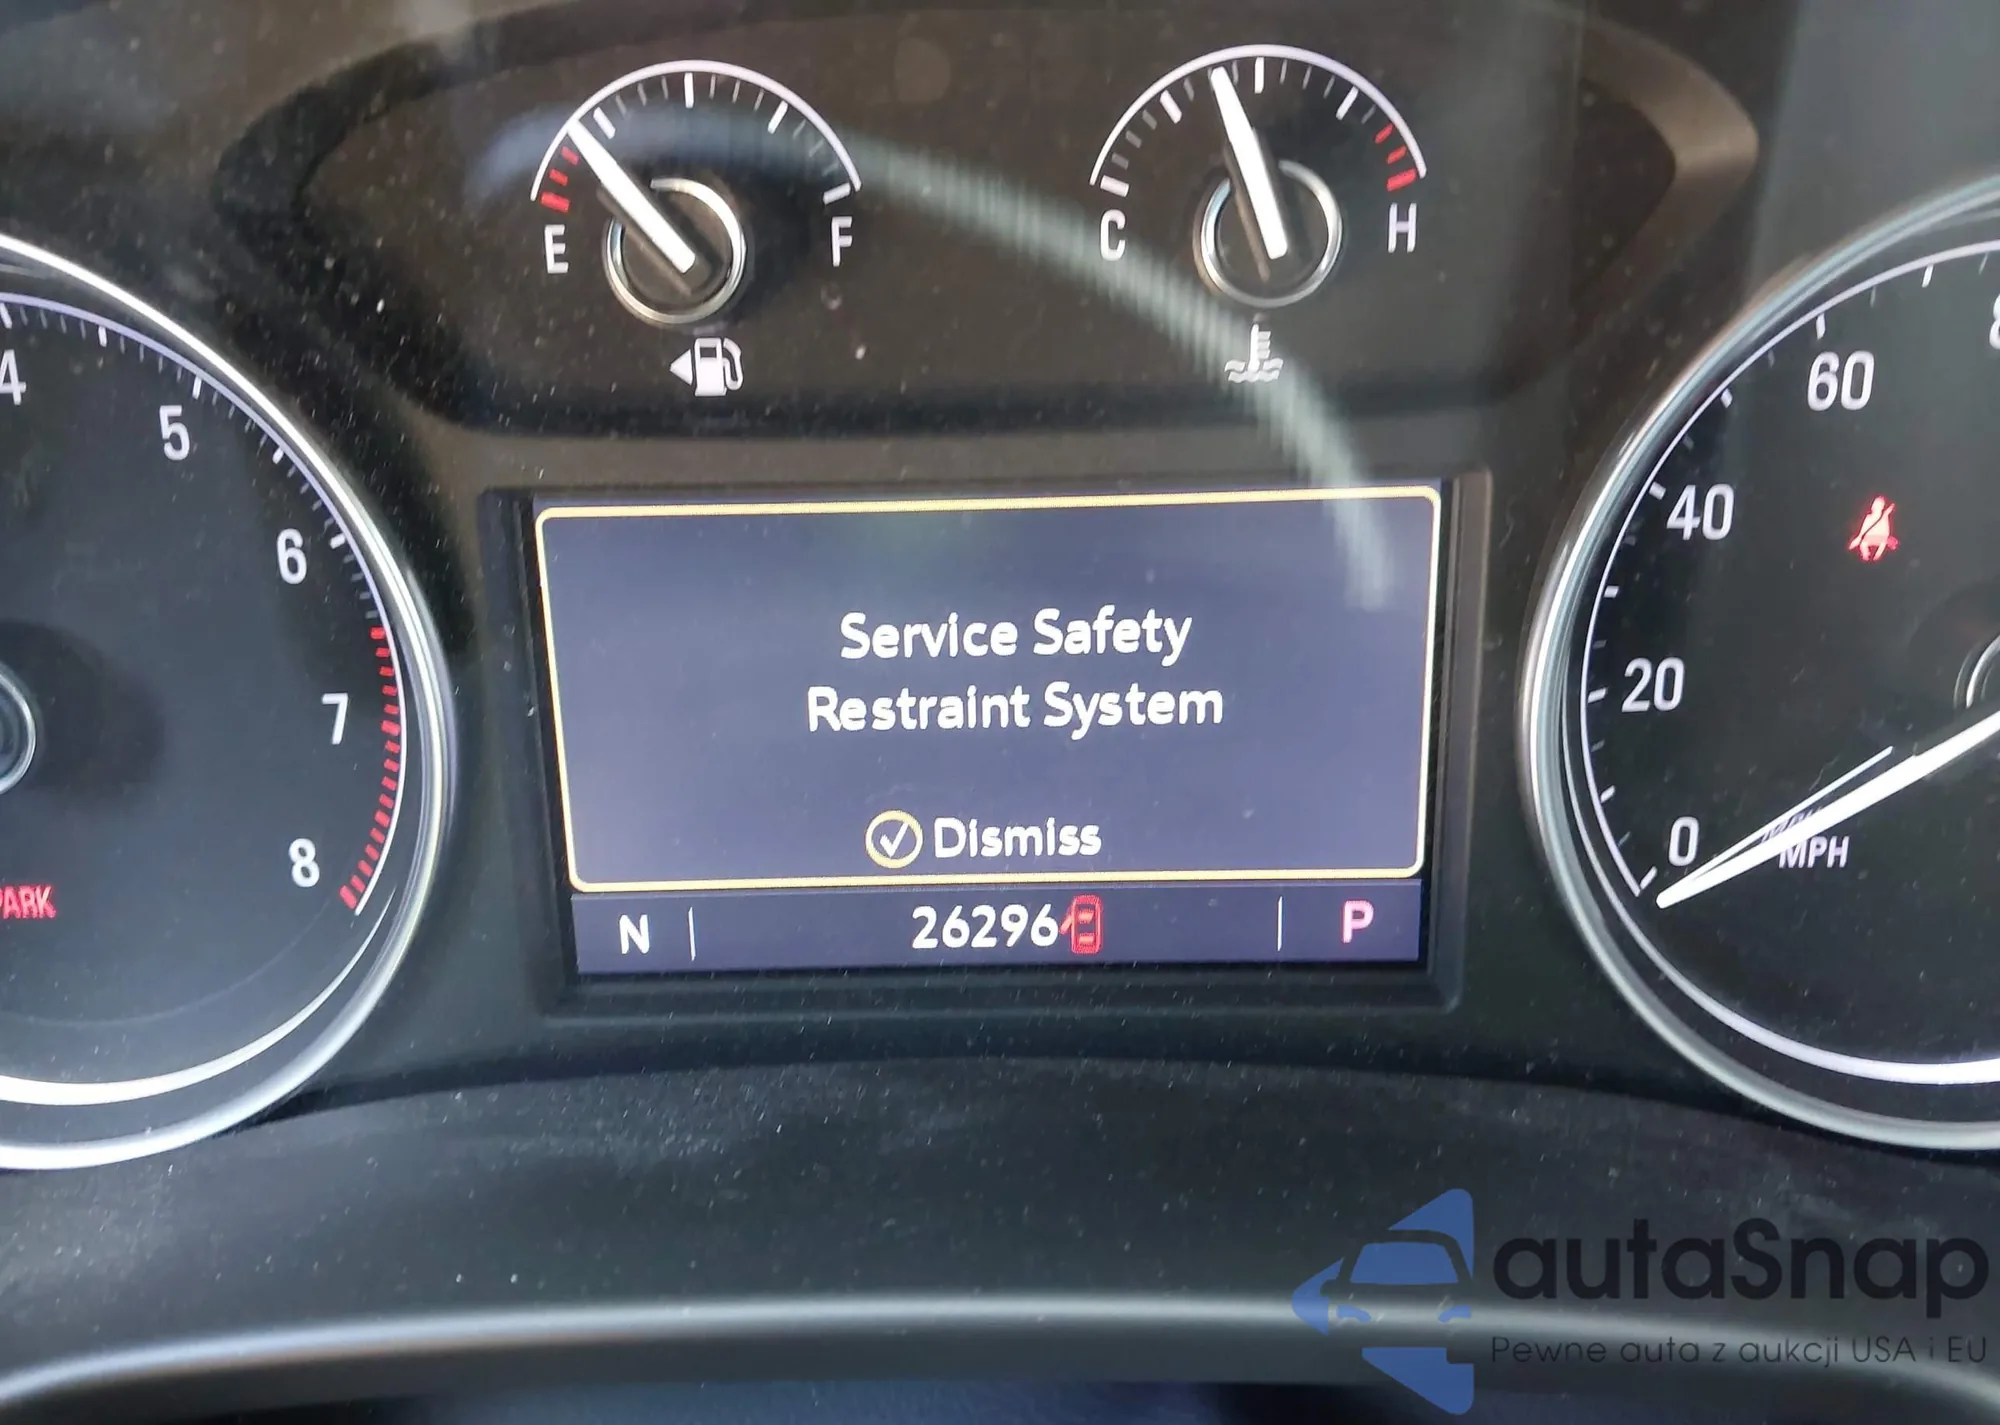 E F
C H
4
5
6
7
8
60
40
20
0
MPH
PARK
Service Safety
Restraint System
Dismiss
N 26296 P
autaSnap
Pewne auta z aukcji USA i EU